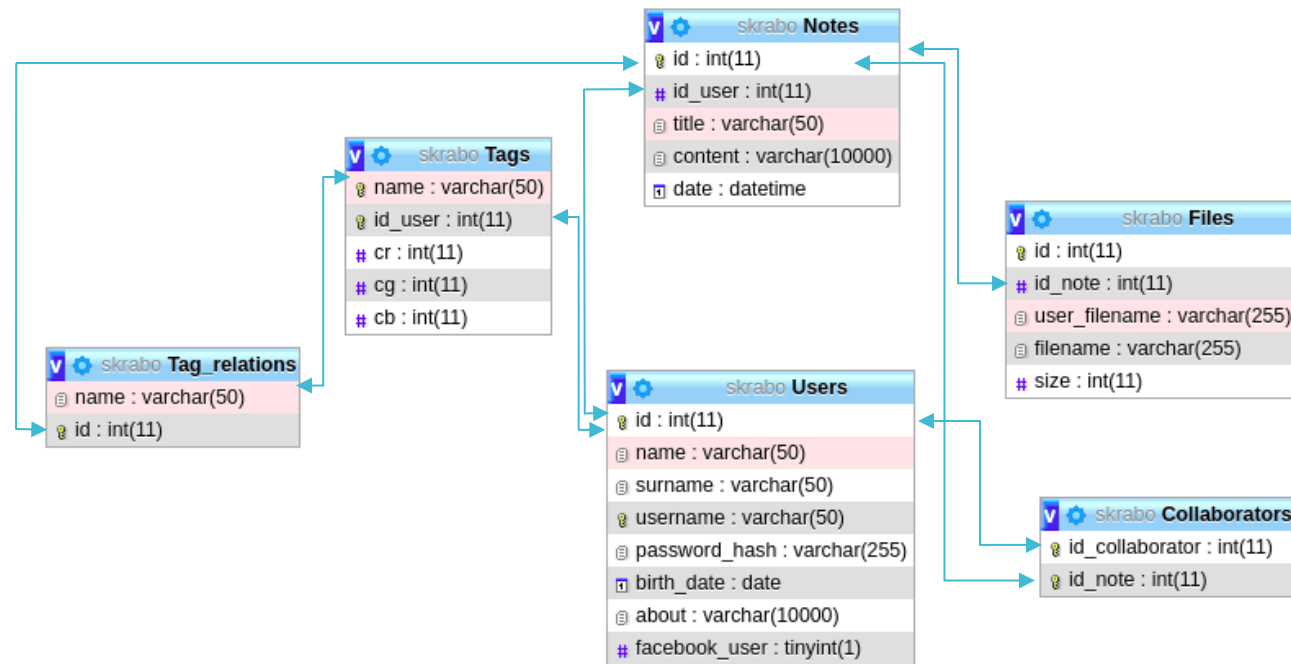 skrabo Notes
id : int(11)
id_user : int(11)
title : varchar(50)
content : varchar(10000)
date : datetime
skrabo Tags
name : varchar(50)
id_user : int(11)
cr : int(11)
cg : int(11)
cb : int(11)
skrabo Files
id : int(11)
id_note : int(11)
user_filename : varchar(255)
filename : varchar(255)
size : int(11)
skrabo Tag_relations
name : varchar(50)
id : int(11)
skrabo Users
id : int(11)
name : varchar(50)
surname : varchar(50)
username : varchar(50)
password_hash : varchar(255)
birth_date : date
about : varchar(10000)
facebook_user : tinyint(1)
skrabo Collaborators
id_collaborator : int(11)
id_note : int(11)